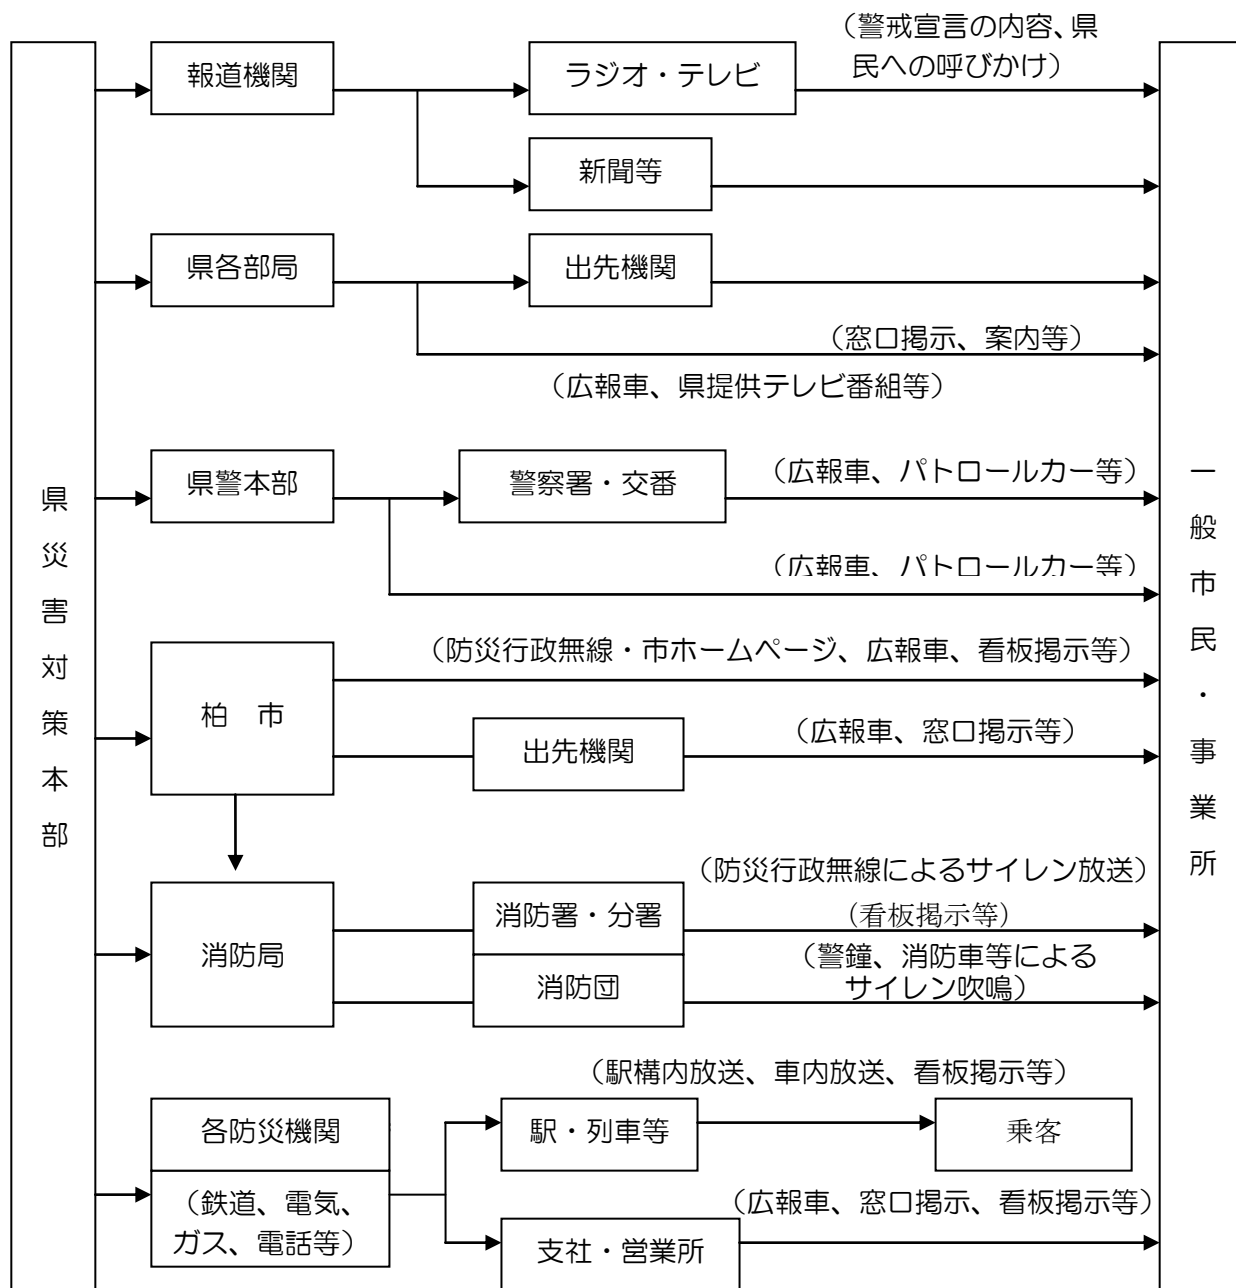 (警戒宣言の内容、県
民への呼びかけ)
報道機関
ラジオ・テレビ
新聞等
県各部局
出先機関
(窓口掲示、案内等)
(広報車、県提供テレビ番組等)
県警本部
警察署・交番
(広報車、パトロールカー等)
(広報車、パトロールカー等)
県災害対策本部
一般市民・事業所
(防災行政無線・市ホームページ、広報車、看板掲示等)
柏　市
出先機関
(広報車、窓口掲示等)
(防災行政無線によるサイレン放送)
消防署・分署
(看板掲示等)
消防局
消防団
(警鐘、消防車等による
サイレン吹鳴)
(駅構内放送、車内放送、看板掲示等)
各防災機関
駅・列車等
乗客
(鉄道、電気、
ガス、電話等)
(広報車、窓口掲示、看板掲示等)
支社・営業所